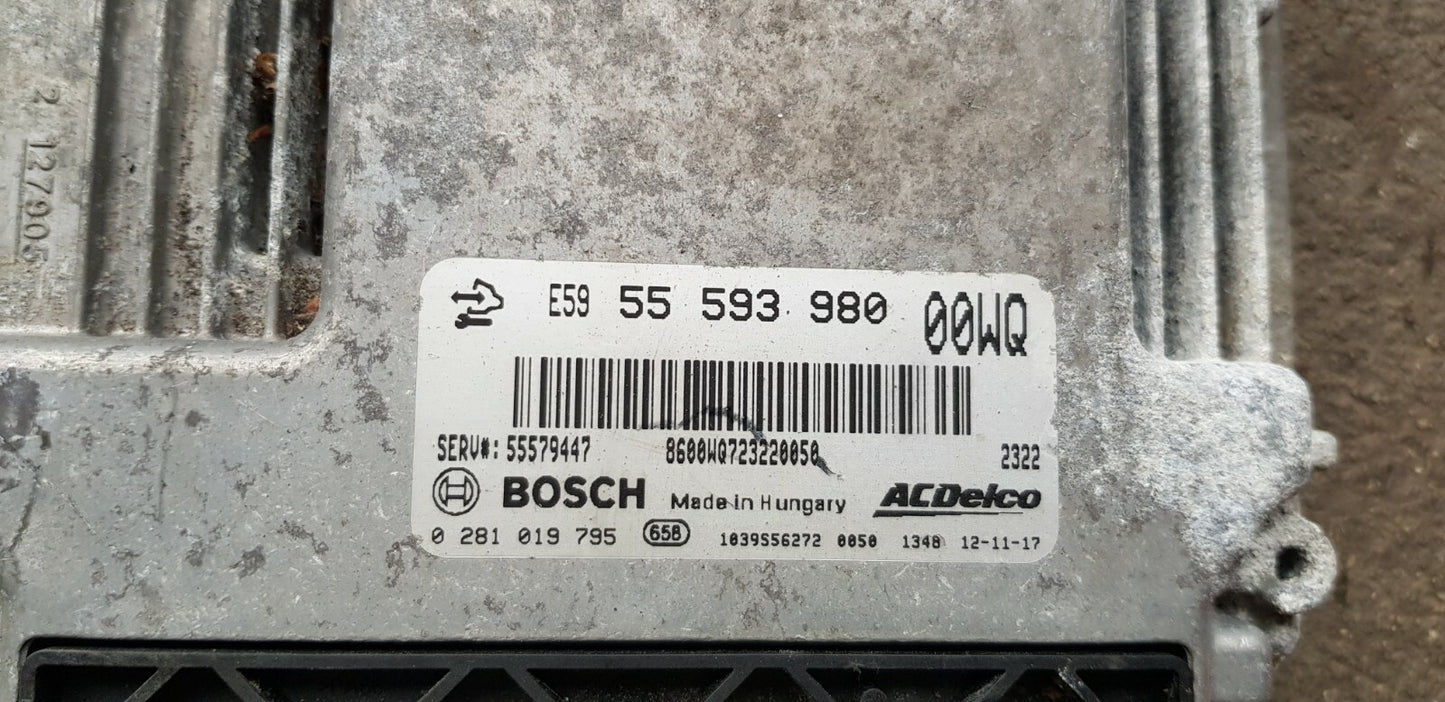 2 1279005
E59 55 593 980 00WQ
SERV#: 55579447 8600WQ723220050 2322
BOSCH Made in Hungary ACDelco
0 281 019 795 65B 1039S56272 0050 1348 12-11-17